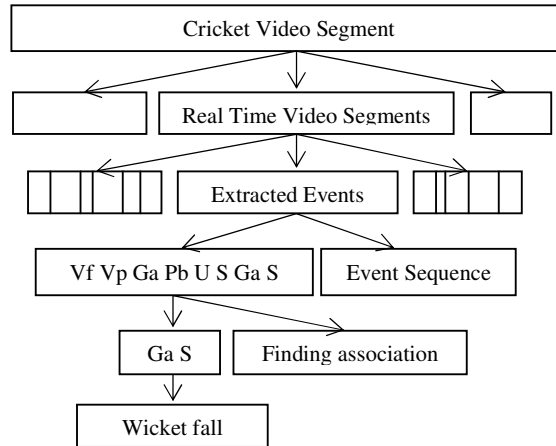 Cricket Video Segment
Real Time Video Segments
Extracted Events
Vf Vp Ga Pb U S Ga S
Event Sequence
Ga S
Finding association
Wicket fall